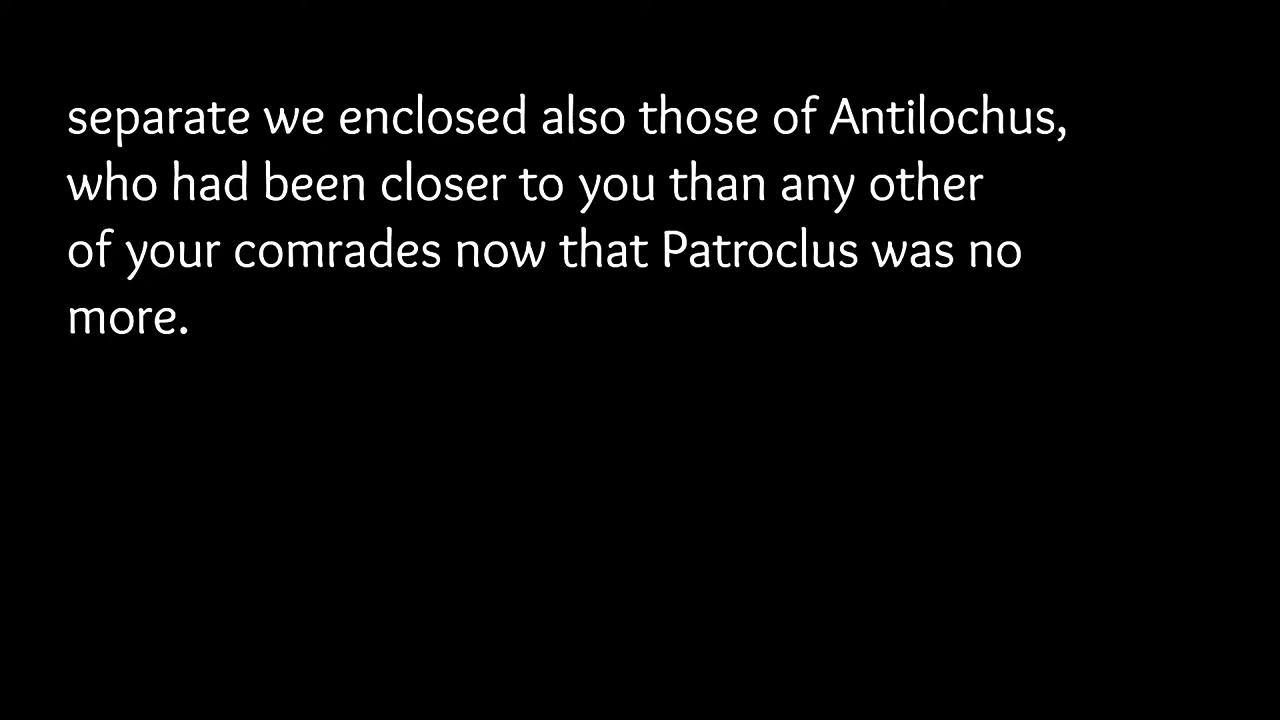 separate we enclosed also those of Antilochus,
who had been closer to you than any other
of your comrades now that Patroclus was no
more.